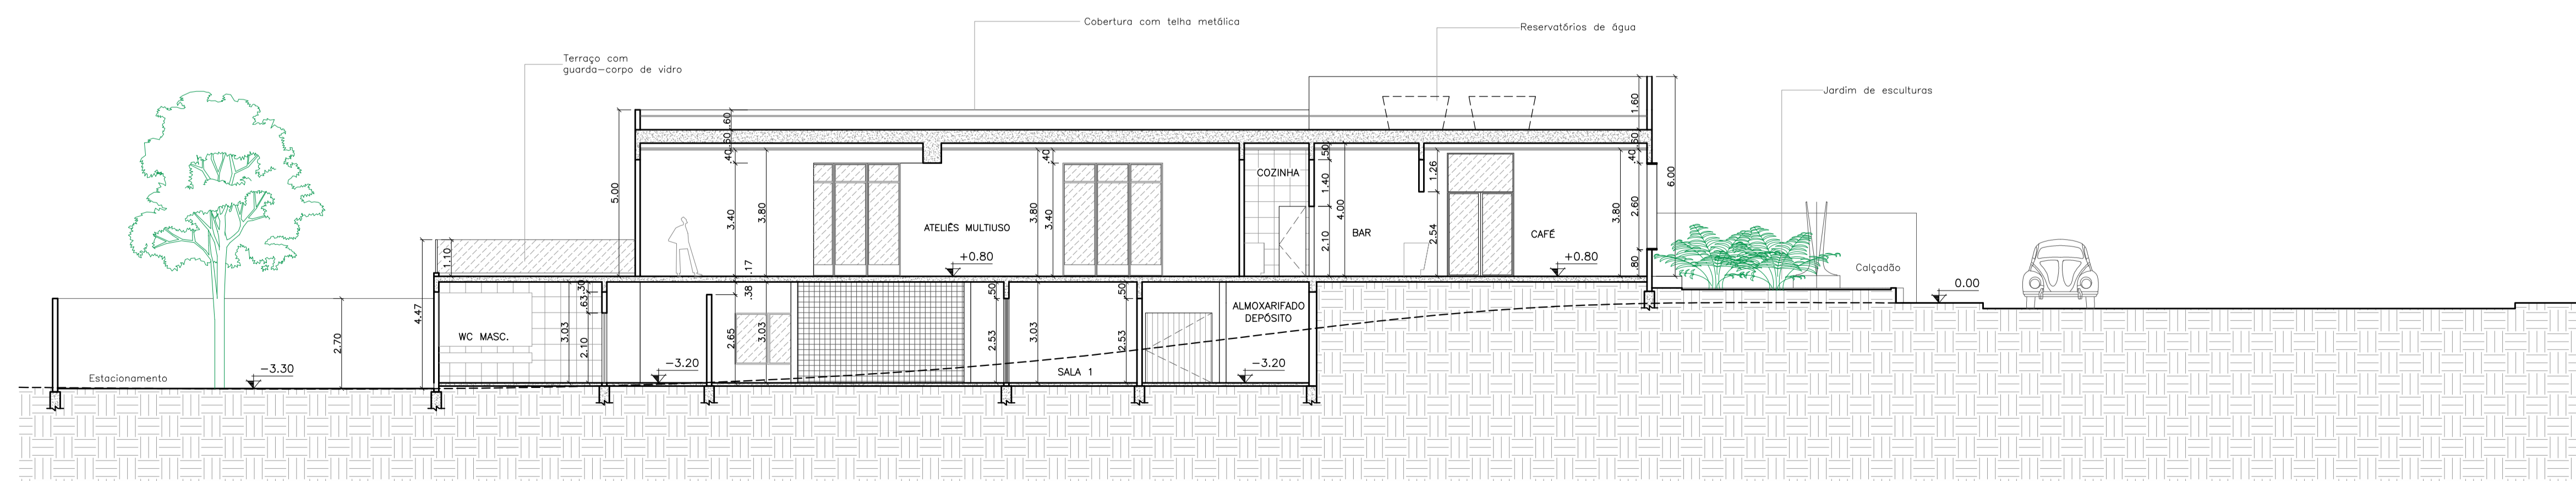 Cobertura com telha metálica
Reservatórios de água
Terraço com
guarda-corpo de vidro
Jardim de esculturas
1.60
.60
.60
.60
.40
.40
.40
.50
1.26
1.40
6.00
5.00
COZINHA
3.40
3.80
3.80
3.40
4.00
3.80
2.60
ATELIÊS MULTIUSO
BAR
CAFÉ
2.10
2.54
1.10
+0.80
+0.80
.80
.17
Calçadão
0.00
4.47
.30
.63
.38
.50
.50
ALMOXARIFADO
DEPÓSITO
2.70
WC MASC.
3.03
2.10
2.65
3.03
2.53
3.03
2.53
-3.20
-3.20
-3.30
SALA 1
Estacionamento